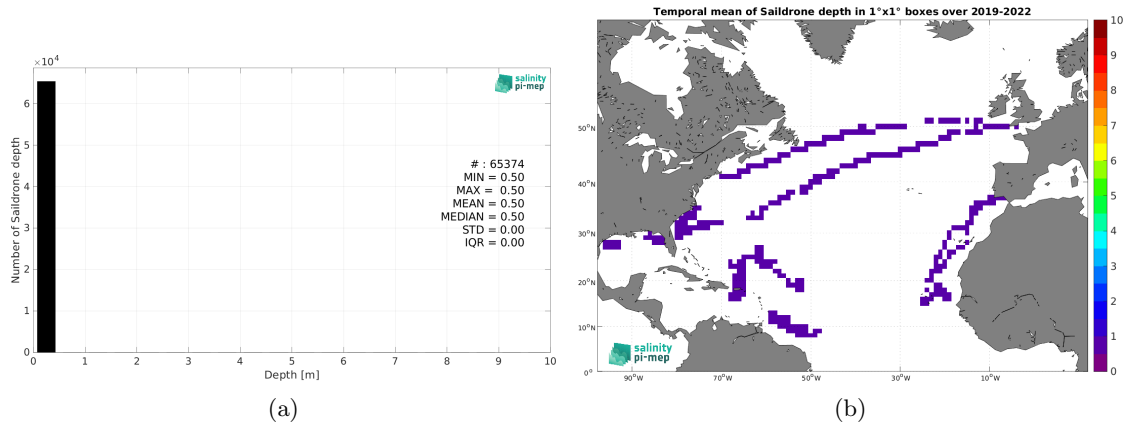 ×10⁴
6
5
4
3
2
1
0
Number of Saildrone depth
salinity
pi-mep
# : 65374
MIN = 0.50
MAX = 0.50
MEAN = 0.50
MEDIAN = 0.50
STD = 0.00
IQR = 0.00
0 1 2 3 4 5 6 7 8 9 10
Depth [m]
(a)
Temporal mean of Saildrone depth in 1°x1° boxes over 2019-2022
50°N
40°N
30°N
20°N
10°N
0°
90°W 70°W 50°W 30°W 10°W
salinity
pi-mep
10
9
8
7
6
5
4
3
2
1
0
(b)